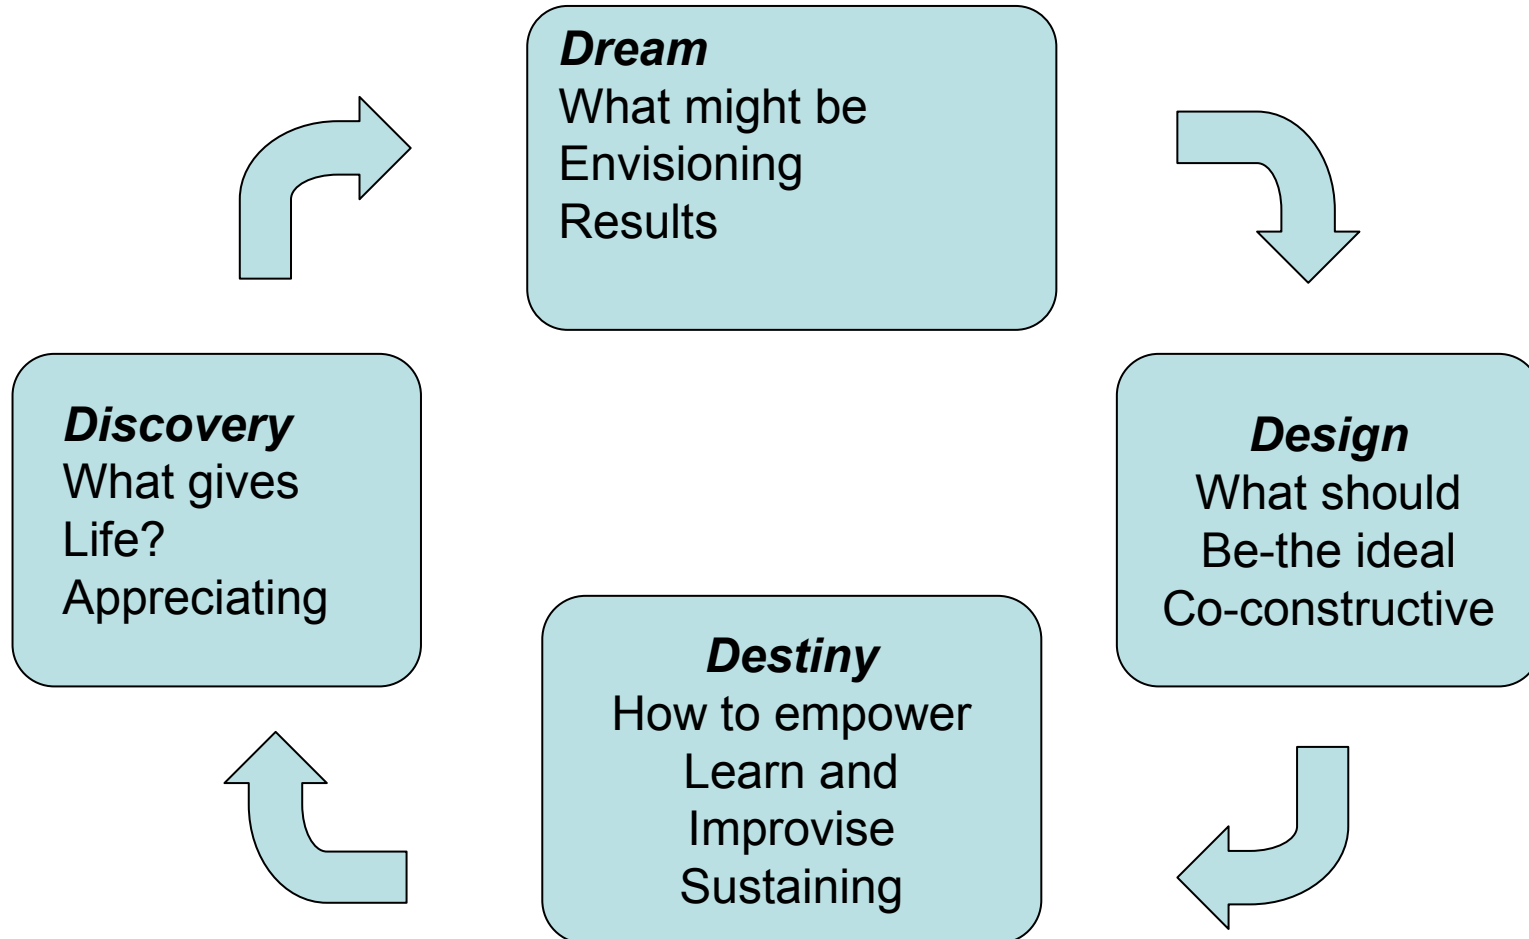 Dream
What might be
Envisioning
Results
Discovery
What gives
Life?
Appreciating
Design
What should
Be-the ideal
Co-constructive
Destiny
How to empower
Learn and
Improvise
Sustaining